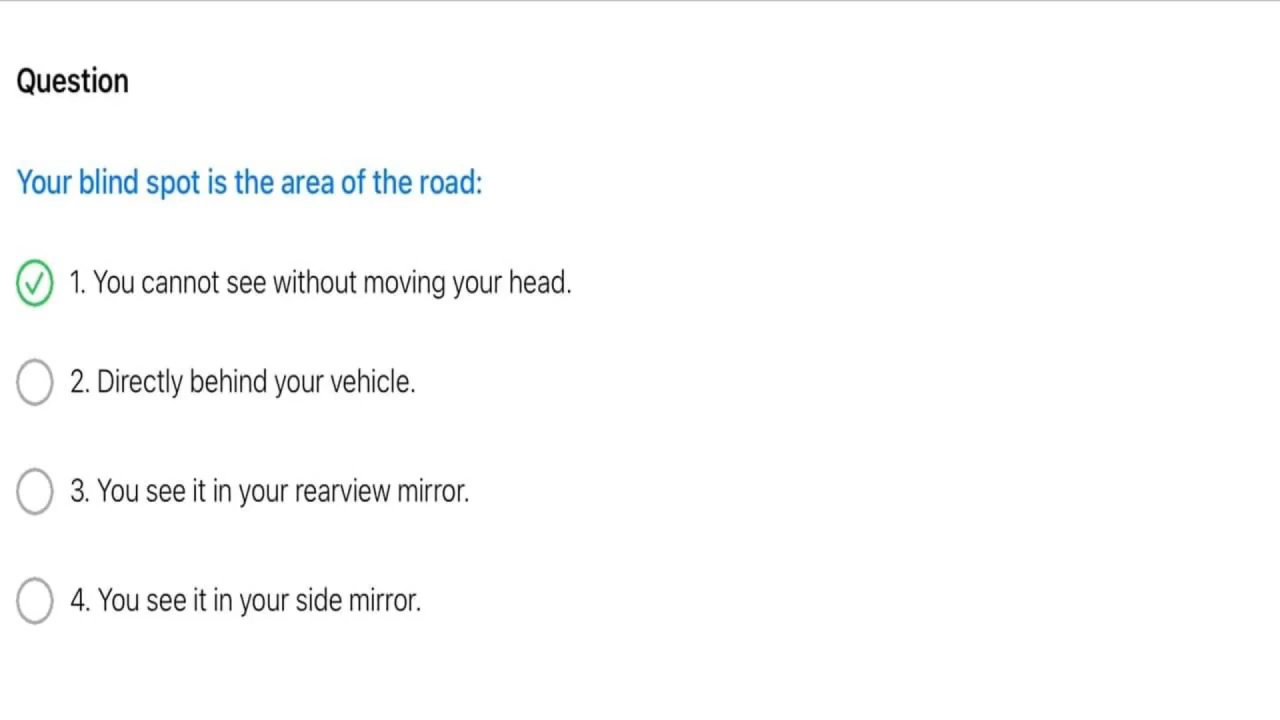 Question
Your blind spot is the area of the road:
1. You cannot see without moving your head.
2. Directly behind your vehicle.
3. You see it in your rearview mirror.
4. You see it in your side mirror.